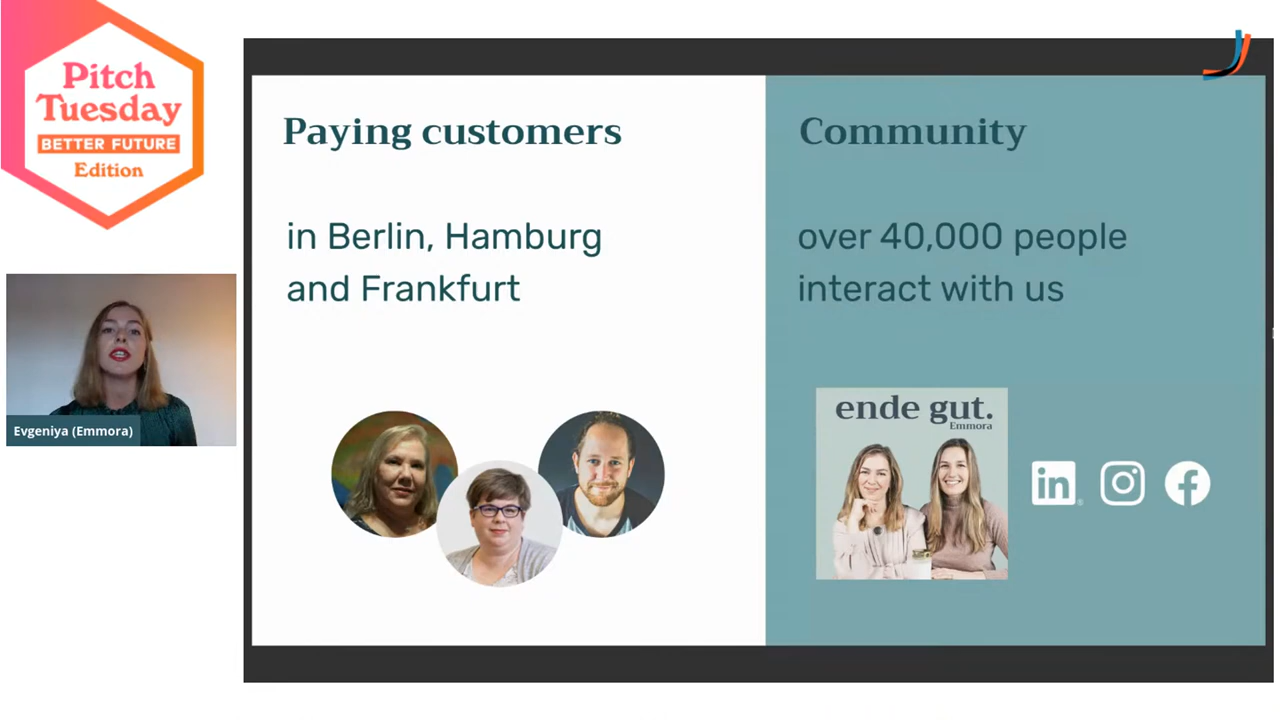 Pitch
Tuesday
BETTER FUTURE
Edition
Evgeniya (Emmora)
Paying customers
in Berlin, Hamburg
and Frankfurt
Community
over 40,000 people
interact with us
ende gut.
Emmora
in